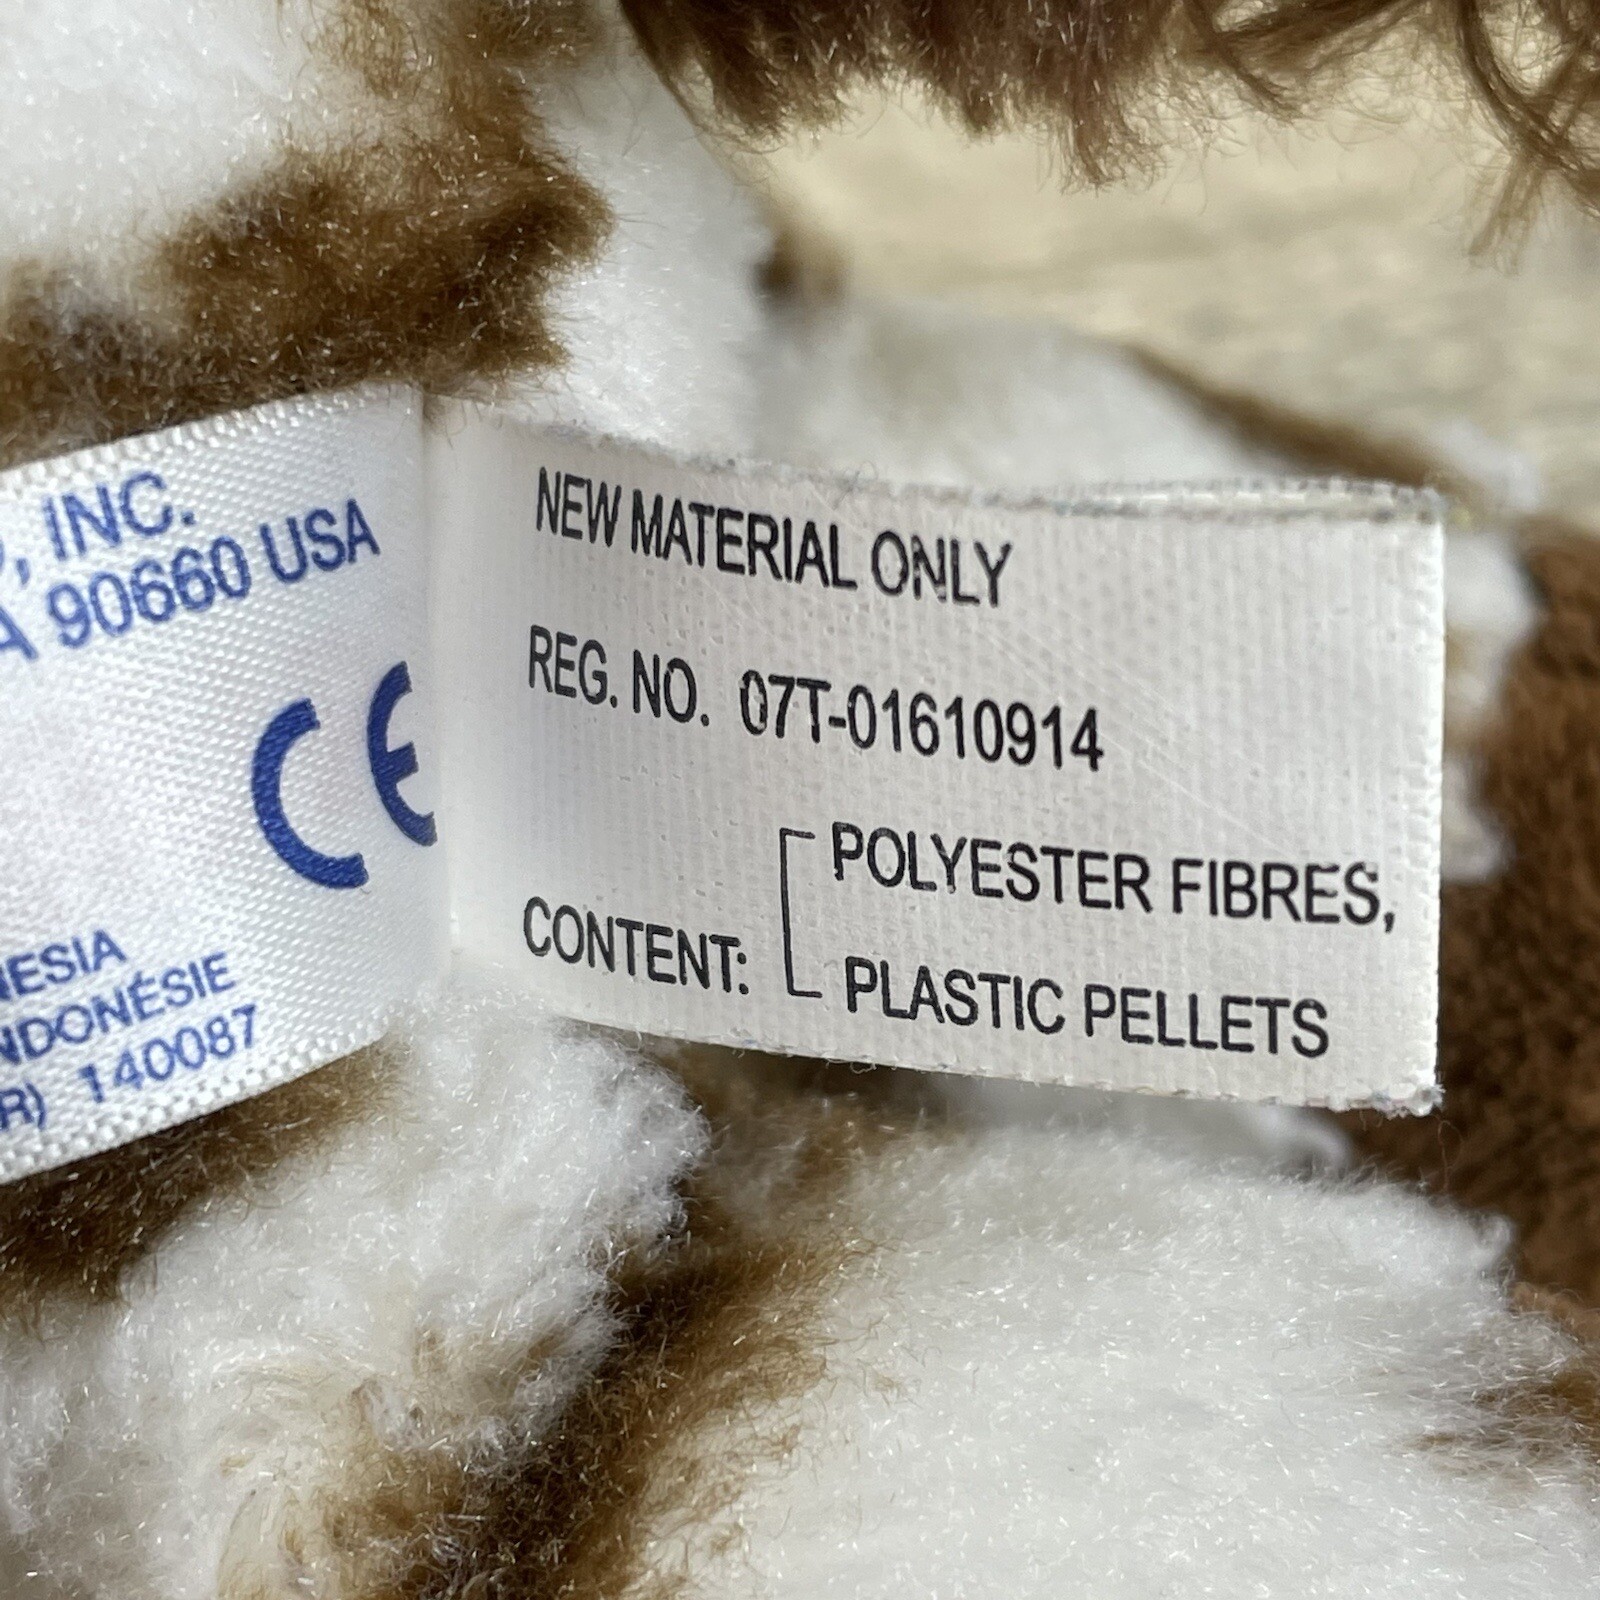 , INC.
A 90660 USA
CE
NESIA
NDONÉSIE
R) 140087
NEW MATERIAL ONLY
REG. NO. 07T-01610914
CONTENT:
POLYESTER FIBRES,
PLASTIC PELLETS